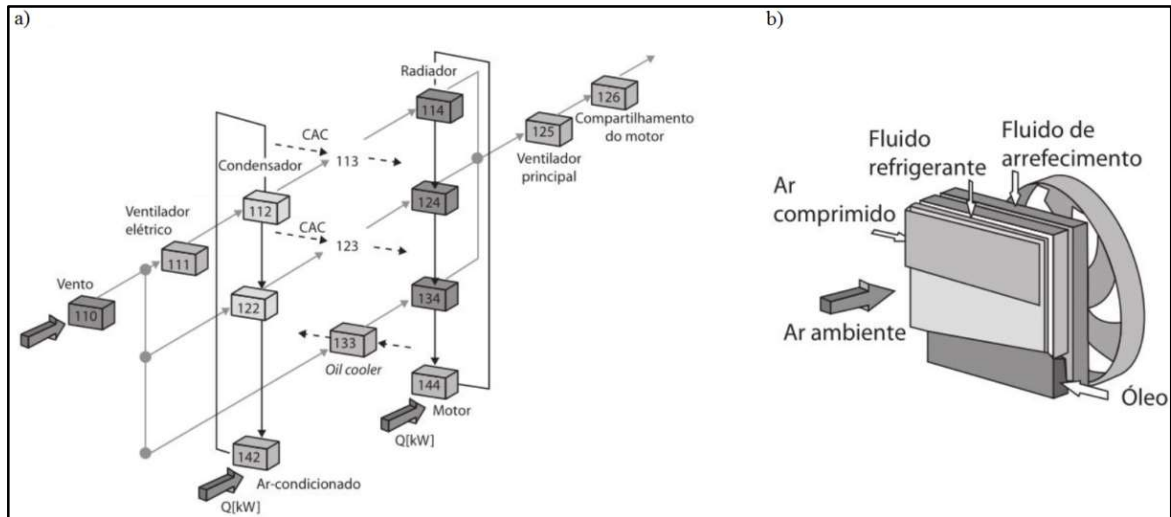 a)
Radiador
114
126
Compartilhamento
do motor
125
Ventilador
principal
CAC
113
Condensador
112
124
Ventilador
elétrico
111
CAC
123
Vento
110
122
134
133
Oil cooler
144
Motor
Q[kW]
142
Ar-condicionado
Q[kW]
b)
Fluido
refrigerante
Fluido de
arrefecimento
Ar
comprimido
Ar ambiente
Óleo